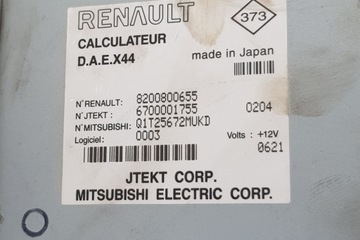 RENAULT 373
CALCULATEUR
D.A.E.X44 made in Japan
N°RENAULT: 8200800655
N°JTEKT: 6700001755 0204
N°MITSUBISHI: Q1T25672MUKD
Logiciel: 0003 Volts: +12V
0621
JTEKT CORP.
MITSUBISHI ELECTRIC CORP.